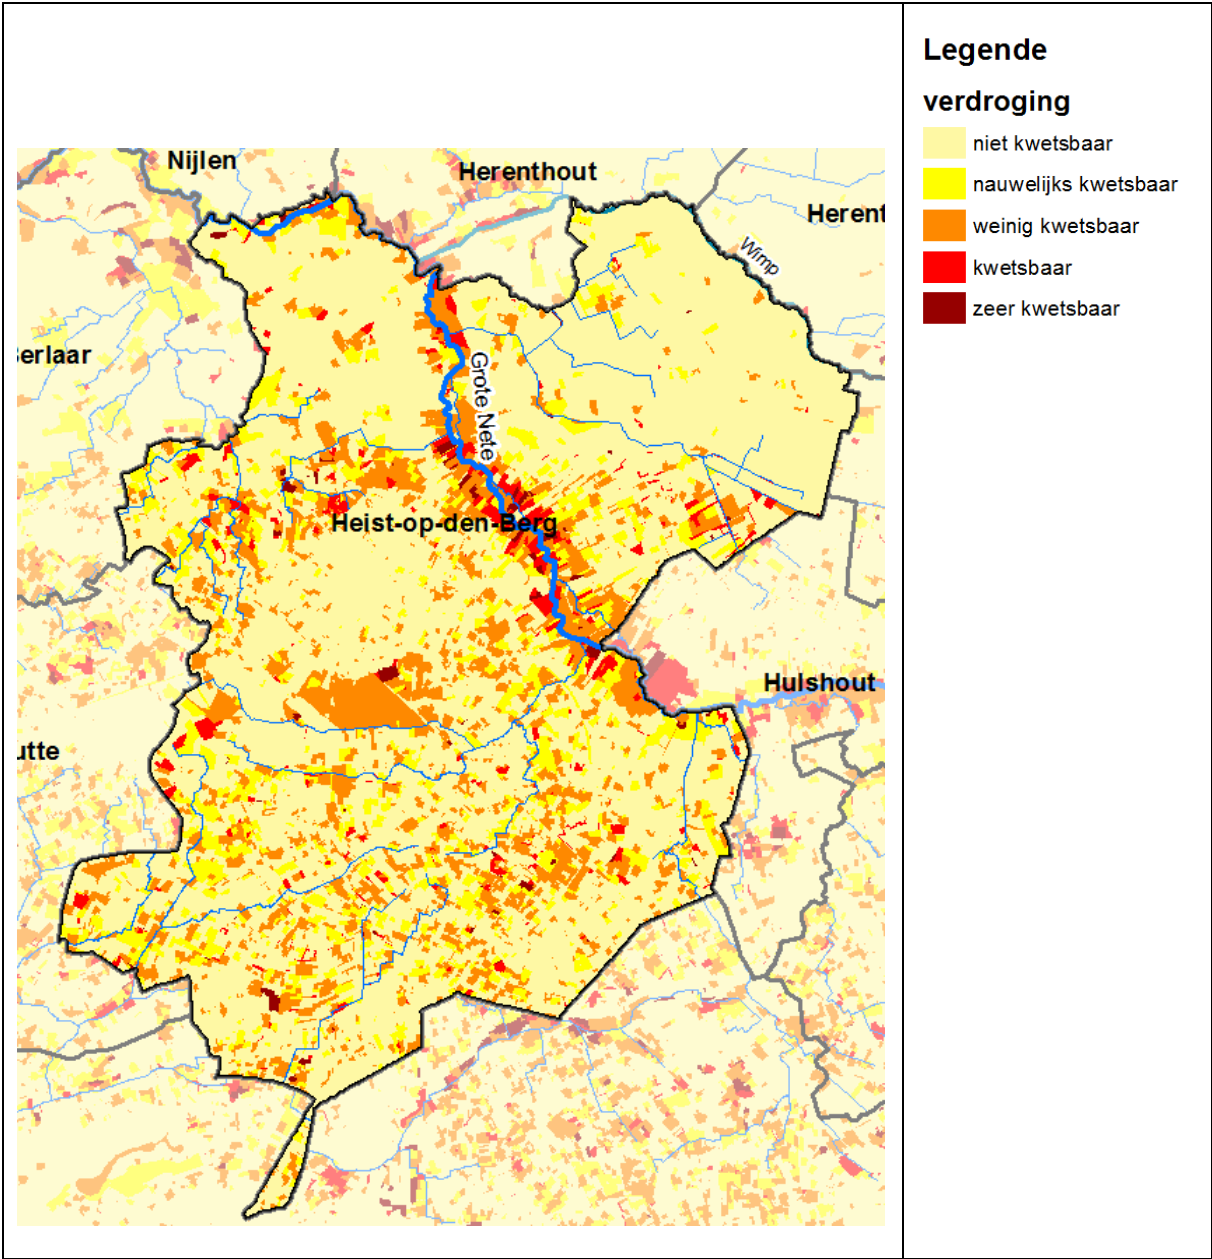 Legende
verdroging
niet kwetsbaar
nauwelijks kwetsbaar
weinig kwetsbaar
kwetsbaar
zeer kwetsbaar
Nijlen
Herenthout
Herent
Wimp
erlaar
Grote Nete
Heist-op-den-Berg
Hulshout
utte